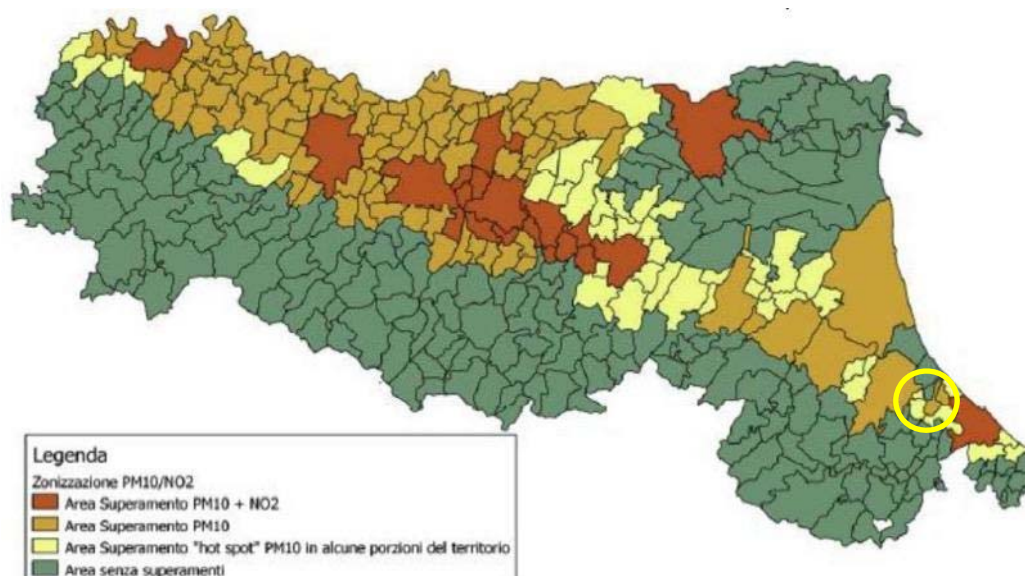 Legenda
Zonizzazione PM10/NO2
Area Superamento PM10 + NO2
Area Superamento PM10
Area Superamento "hot spot" PM10 in alcune porzioni del territorio
Area senza superamenti